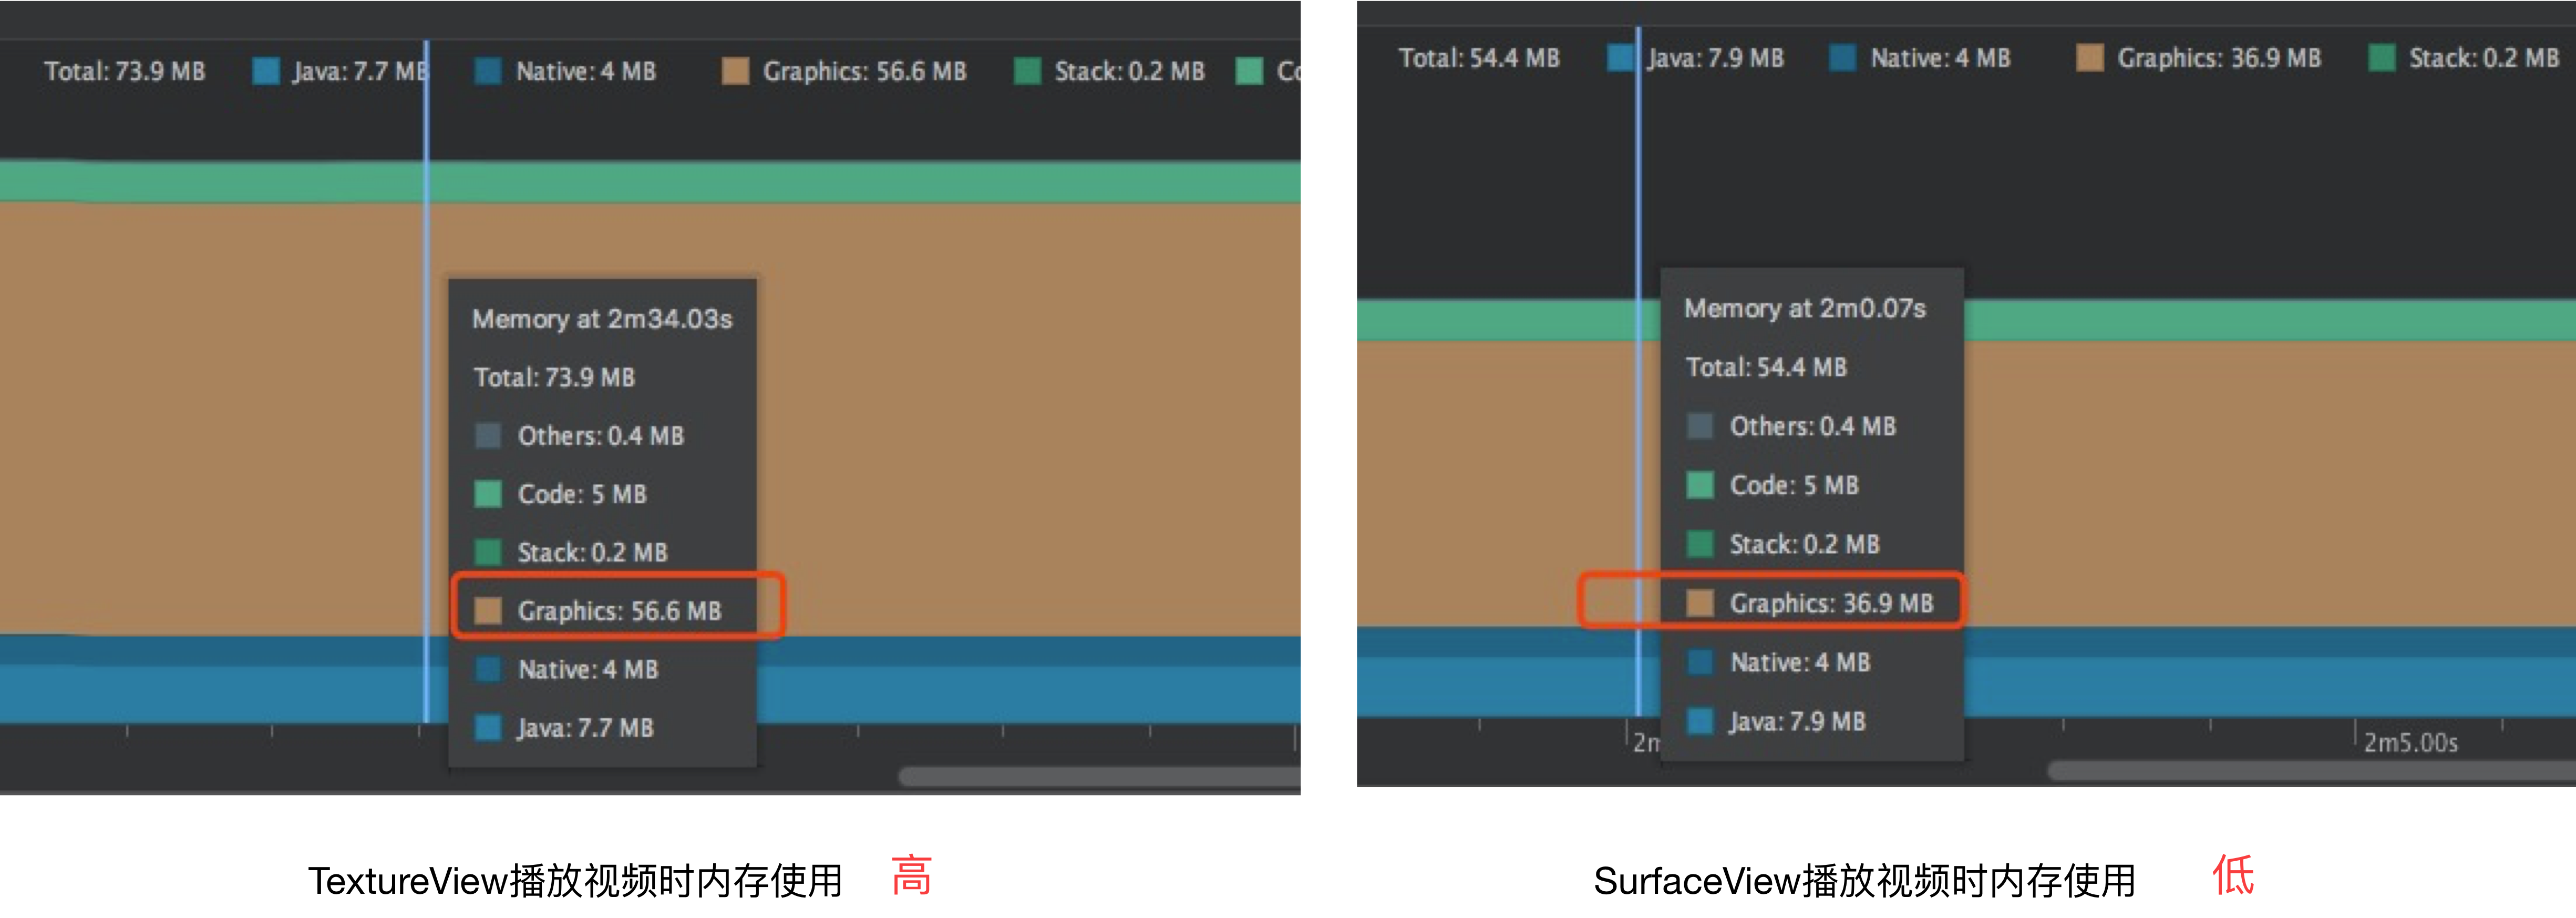 Total: 73.9 MB Java: 7.7 MB Native: 4 MB Graphics: 56.6 MB Stack: 0.2 MB Co
Memory at 2m34.03s
Total: 73.9 MB
Others: 0.4 MB
Code: 5 MB
Stack: 0.2 MB
Graphics: 56.6 MB
Native: 4 MB
Java: 7.7 MB
TextureView播放视频时内存使用 高
Total: 54.4 MB Java: 7.9 MB Native: 4 MB Graphics: 36.9 MB Stack: 0.2 MB
Memory at 2m0.07s
Total: 54.4 MB
Others: 0.4 MB
Code: 5 MB
Stack: 0.2 MB
Graphics: 36.9 MB
Native: 4 MB
Java: 7.9 MB
2m 2m5.00s
SurfaceView播放视频时内存使用 低